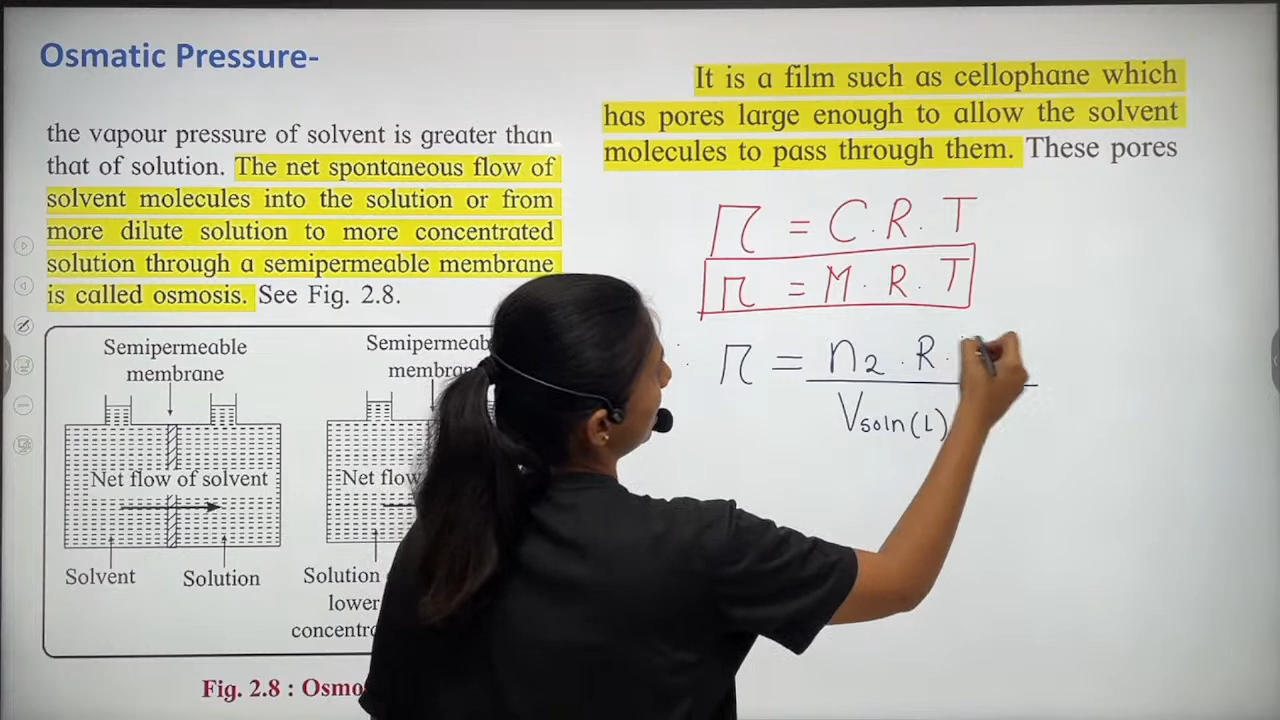 Osmatic Pressure-
the vapour pressure of solvent is greater than
that of solution. The net spontaneous flow of
solvent molecules into the solution or from
more dilute solution to more concentrated
solution through a semipermeable membrane
is called osmosis. See Fig. 2.8.
Semipermeable
membrane
Net flow of solvent
Solvent
Solution
Semipermeab
membran
Net flow
Solution
lower
concentr
Fig. 2.8 : Osmo
It is a film such as cellophane which
has pores large enough to allow the solvent
molecules to pass through them. These pores
π = C.R.T
π = M.R.T
π = n2.R.
Vsoln(L)